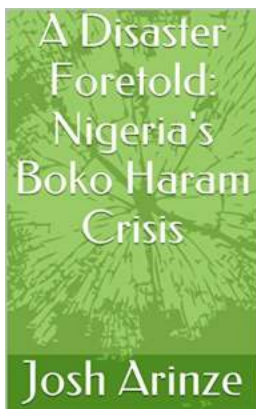 A Disaster
Foretold:
Nigeria's
Boko Haram
Crisis
Josh Arinze